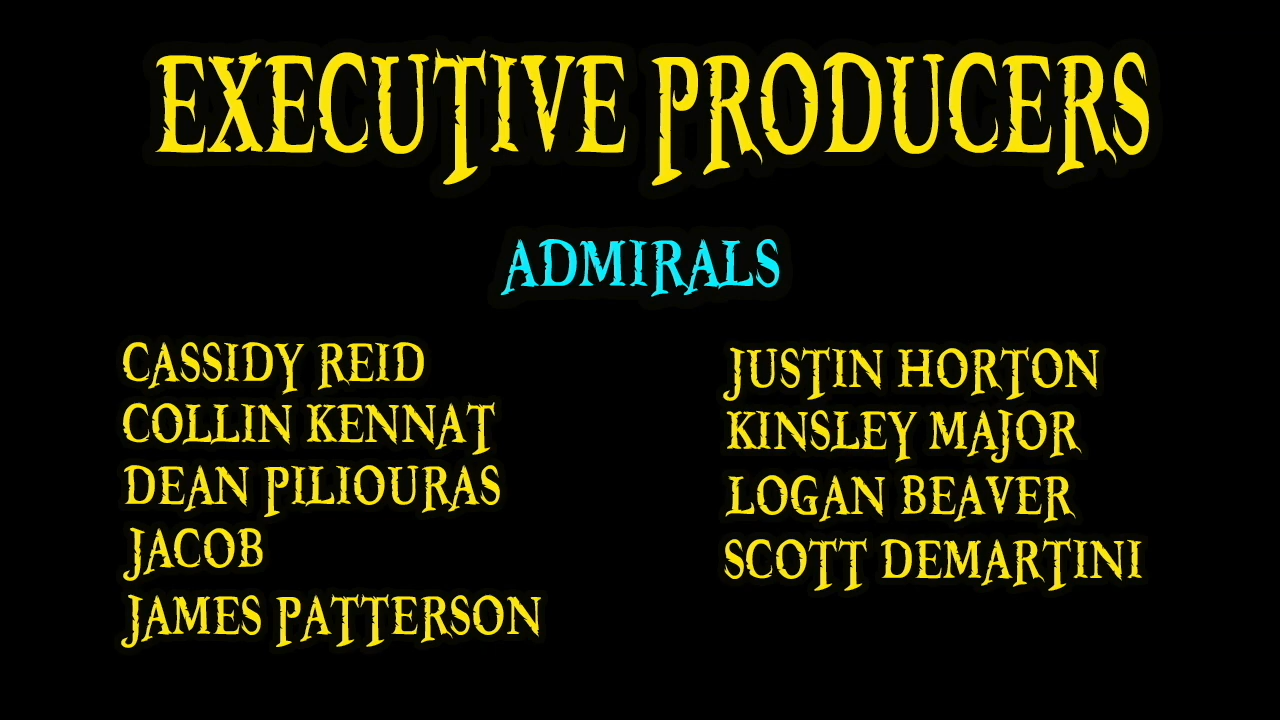 EXECUTIVE PRODUCERS
ADMIRALS
CASSIDY REID
COLLIN KENNAT
DEAN PILIOURAS
JACOB
JAMES PATTERSON
JUSTIN HORTON
KINSLEY MAJOR
LOGAN BEAVER
SCOTT DEMARTINI